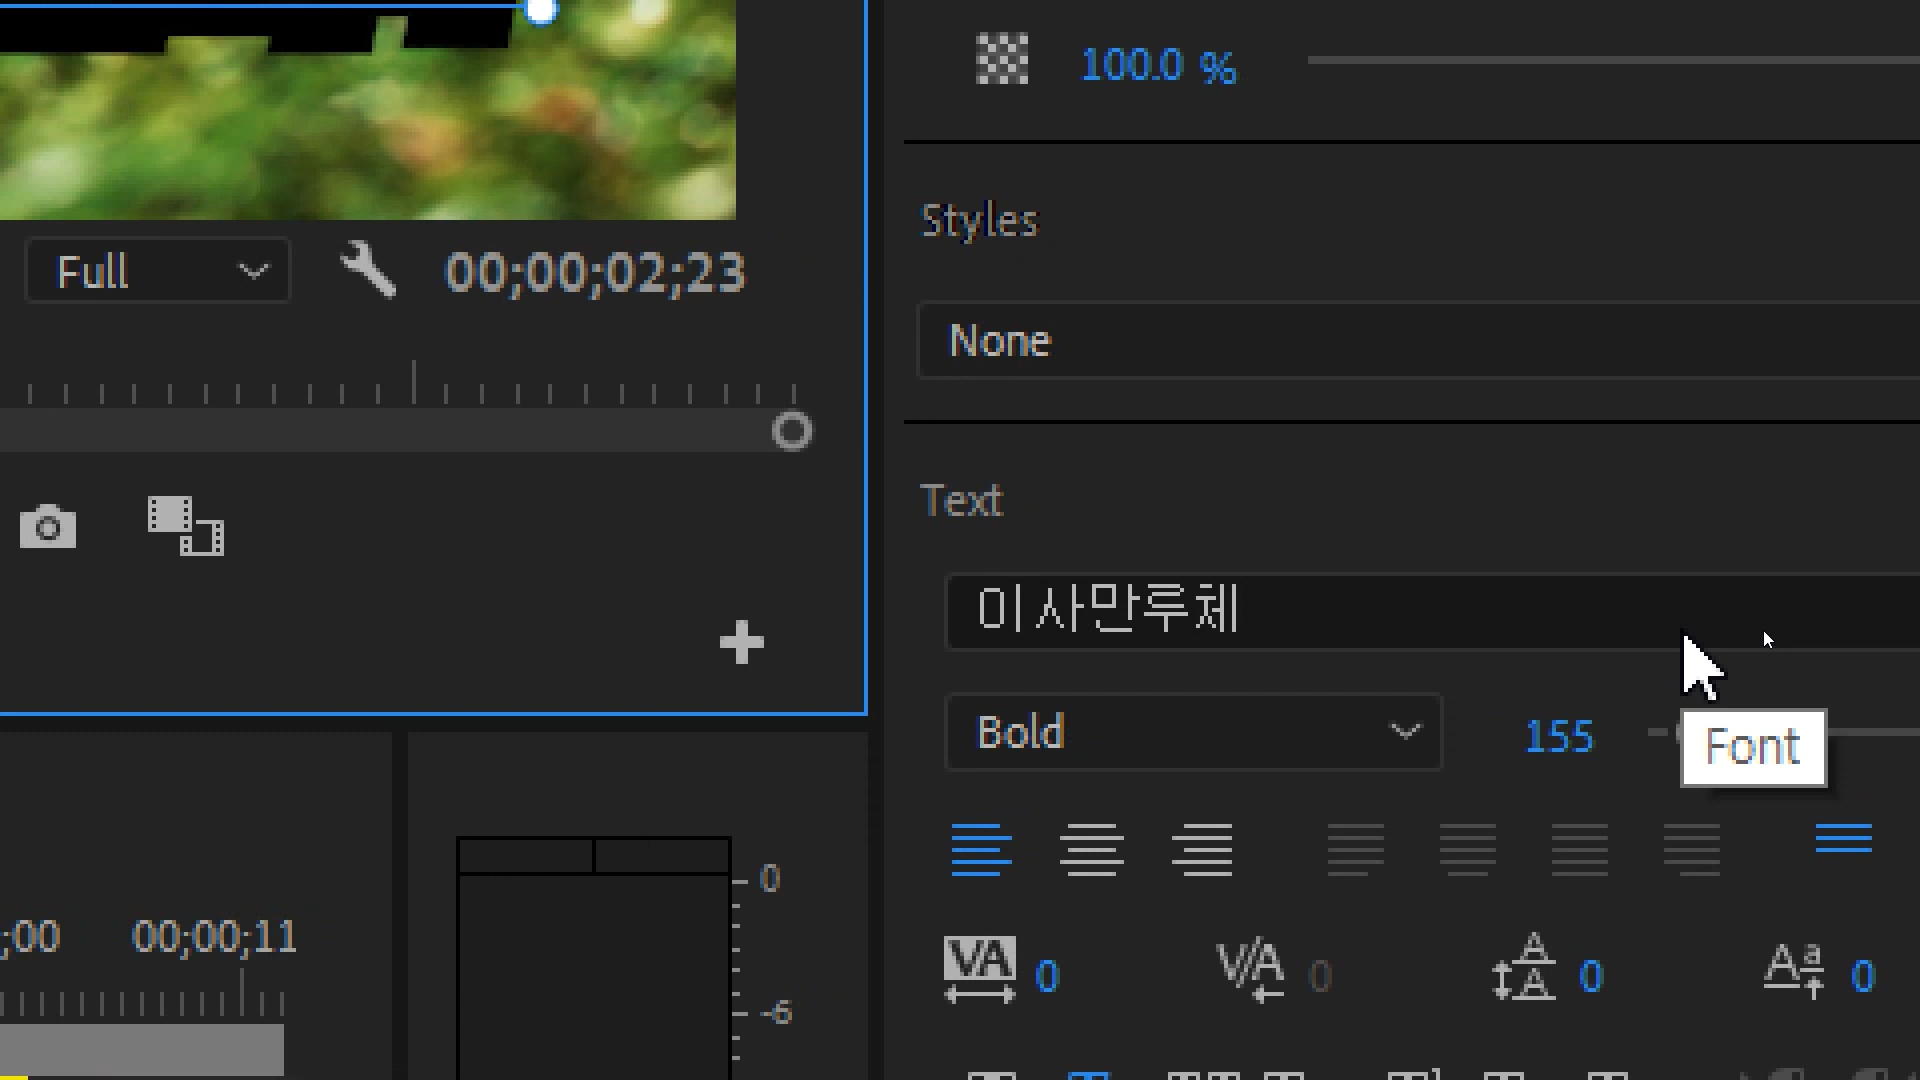 100.0 %
Styles
Full
00;00;02;23
None
Text
이사만루체
Bold
155
Font
0
;00
00;00;11
VA 0
V/A 0
A A 0
A a 0
-6